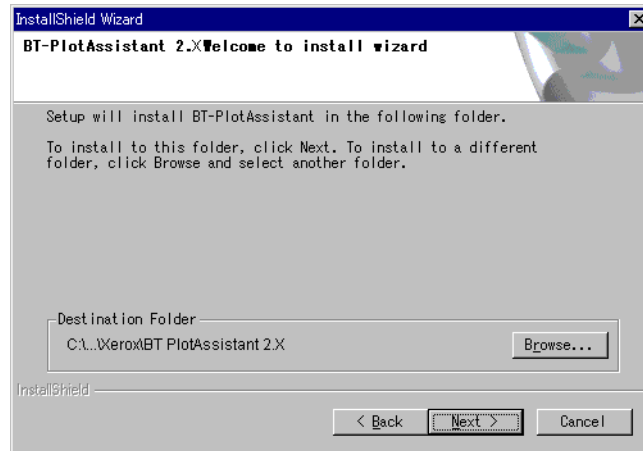 InstallShield Wizard
BT-PlotAssistant 2.XWelcome to install wizard
Setup will install BT-PlotAssistant in the following folder.
To install to this folder, click Next. To install to a different
folder, click Browse and select another folder.
Destination Folder
C:\...\Xerox\BT PlotAssistant 2.X
Browse...
InstallShield
< Back Next > Cancel